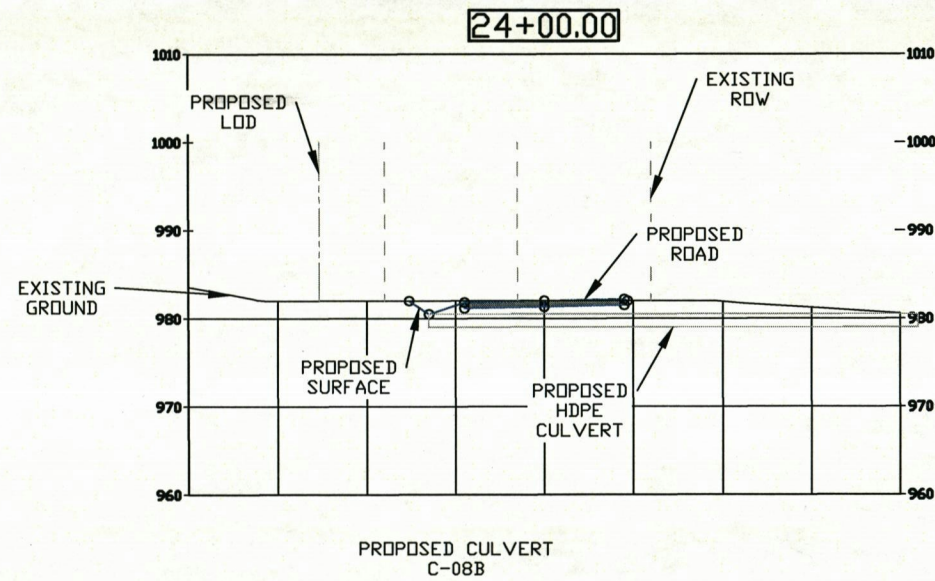 24+00.00
1010
1010
PROPOSED
LOD
EXISTING
ROW
1000
1000
990
990
PROPOSED
ROAD
EXISTING
GROUND
980
980
PROPOSED
SURFACE
PROPOSED
HDPE
CULVERT
970
970
960
960
PROPOSED CULVERT
C-08B